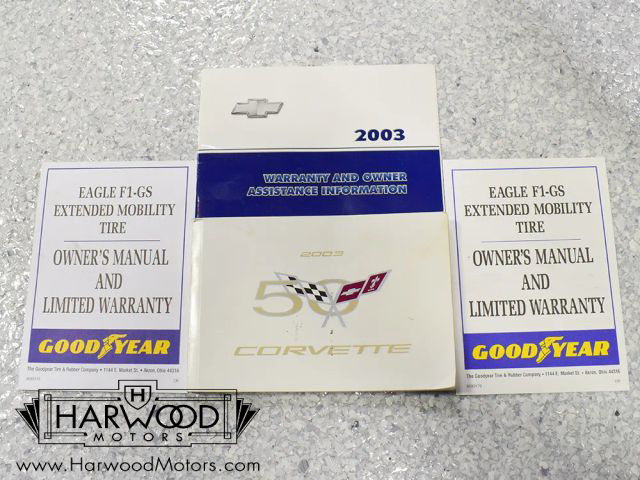 2003
WARRANTY AND OWNER
ASSISTANCE INFORMATION
EAGLE F1-GS
EXTENDED MOBILITY
TIRE
OWNER'S MANUAL
AND
LIMITED WARRANTY
GOODYEAR
The Goodyear Tire & Rubber Company • 1144 E. Market St. • Akron, Ohio 44316
2003
50
CORVETTE
EAGLE F1-GS
EXTENDED MOBILITY
TIRE
OWNER'S MANUAL
AND
LIMITED WARRANTY
GOODYEAR
The Goodyear Tire & Rubber Company • 1144 E. Market St. • Akron, Ohio 44316
H
HARWOOD
MOTORS
www.HarwoodMotors.com